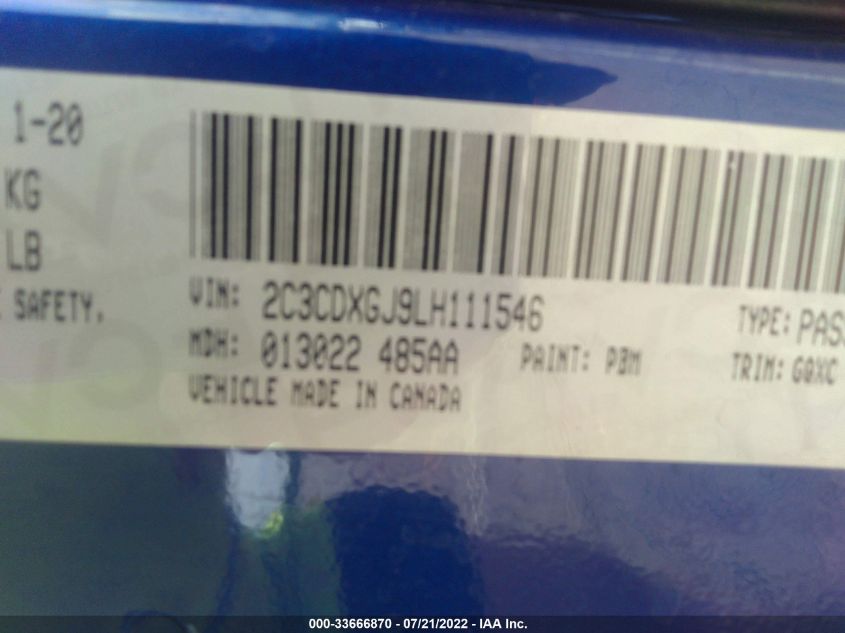 1-20
KG
LB
SAFETY.
VIN: 2C3CDXGJ9LH111546 TYPE: PAS
MDH: 013022 485AA PAINT: PBM TRIM: GQXC
VEHICLE MADE IN CANADA
000-33666870 - 07/21/2022 - IAA Inc.